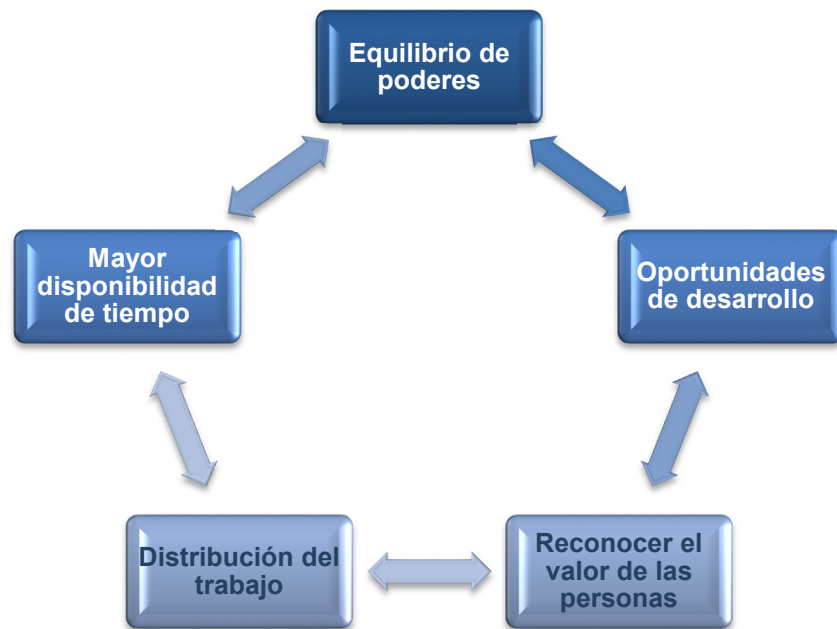 Equilibrio de
poderes
Mayor
disponibilidad
de tiempo
Oportunidades
de desarrollo
Distribución del
trabajo
Reconocer el
valor de las
personas